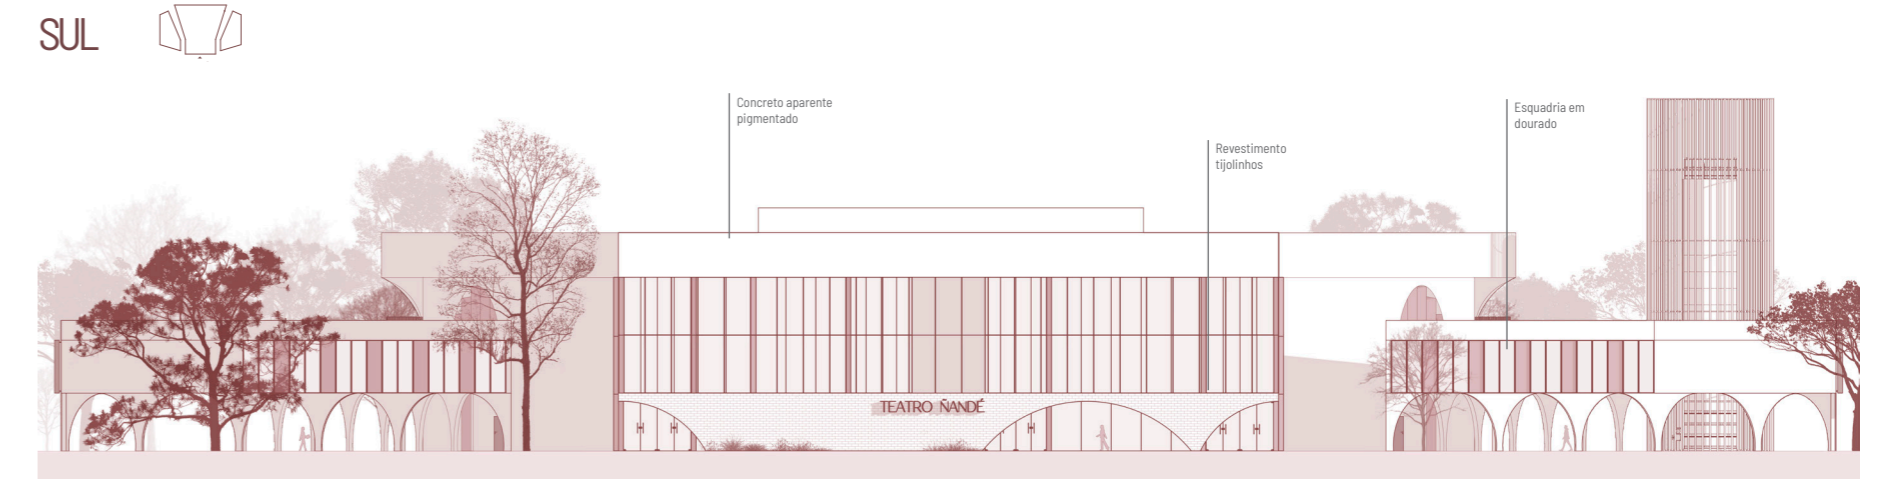 SUL
Concreto aparente
pigmentado
Revestimento
tijolinhos
Esquadria em
dourado
TEATRO ÑANDÉ